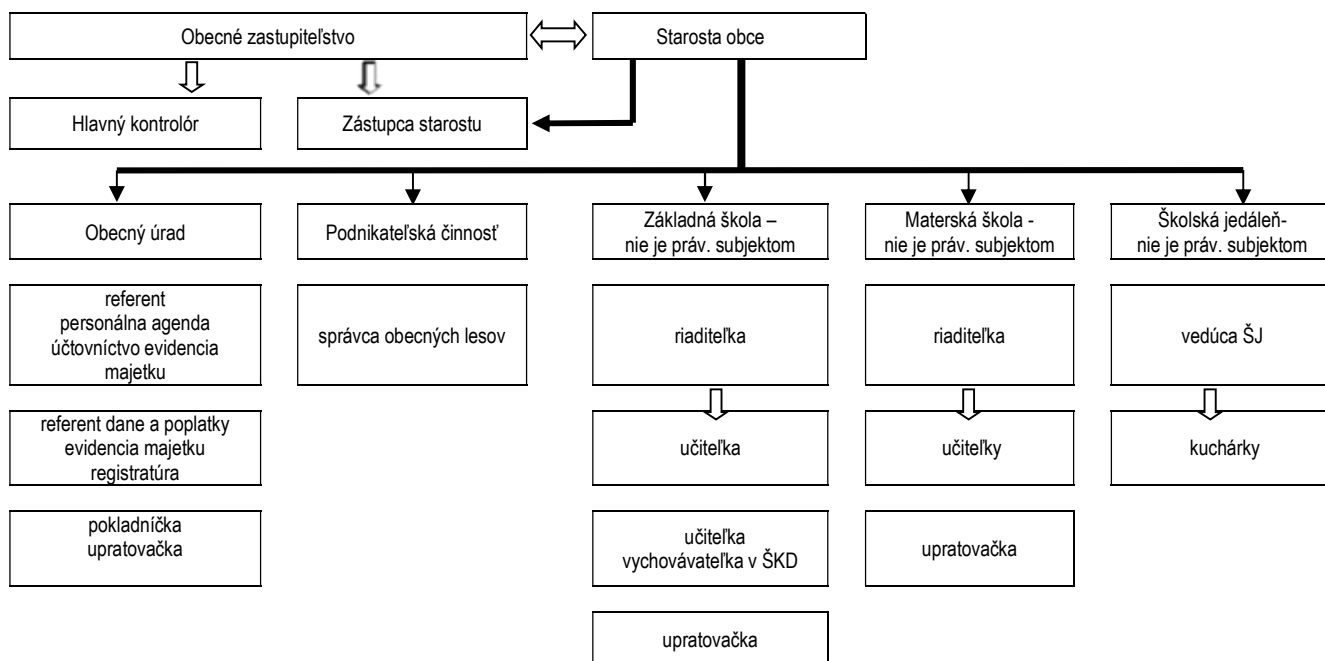 Obecné zastupiteľstvo
Starosta obce
Hlavný kontrolór
Zástupca starostu
Obecný úrad
Podnikateľská činnosť
Základná škola –
nie je práv. subjektom
Materská škola -
nie je práv. subjektom
Školská jedáleň-
nie je práv. subjektom
referent
personálna agenda
účtovníctvo evidencia
majetku
správca obecných lesov
riaditeľka
riaditeľka
vedúca ŠJ
referent dane a poplatky
evidencia majetku
registratúra
učiteľka
učiteľky
kuchárky
pokladníčka
upratovačka
učiteľka
vychovávateľka v ŠKD
upratovačka
upratovačka